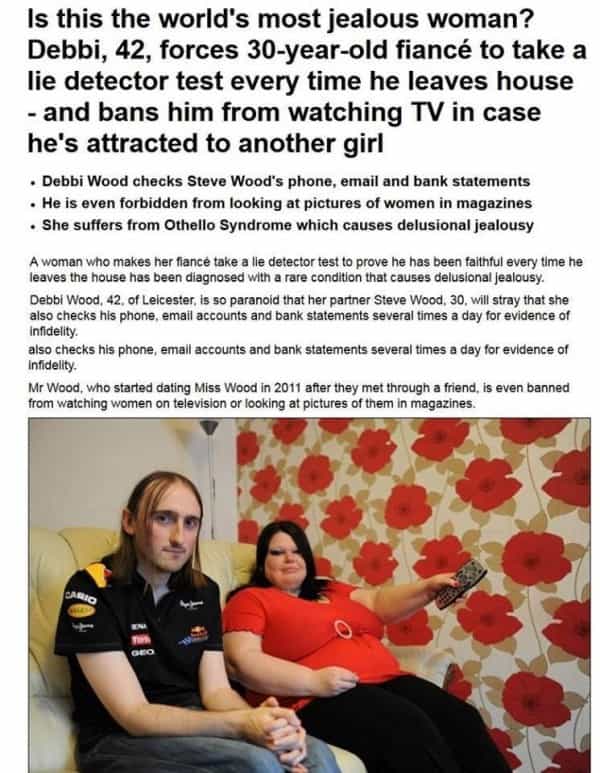 Is this the world's most jealous woman?
Debbi, 42, forces 30-year-old fiancé to take a
lie detector test every time he leaves house
- and bans him from watching TV in case
he's attracted to another girl
• Debbi Wood checks Steve Wood's phone, email and bank statements
• He is even forbidden from looking at pictures of women in magazines
• She suffers from Othello Syndrome which causes delusional jealousy
A woman who makes her fiancé take a lie detector test to prove he has been faithful every time he
leaves the house has been diagnosed with a rare condition that causes delusional jealousy.
Debbi Wood, 42, of Leicester, is so paranoid that her partner Steve Wood, 30, will stray that she
also checks his phone, email accounts and bank statements several times a day for evidence of
infidelity.
also checks his phone, email accounts and bank statements several times a day for evidence of
infidelity.
Mr Wood, who started dating Miss Wood in 2011 after they met through a friend, is even banned
from watching women on television or looking at pictures of them in magazines.
CASIO
Pepe Jeans
Red Bull
GEO